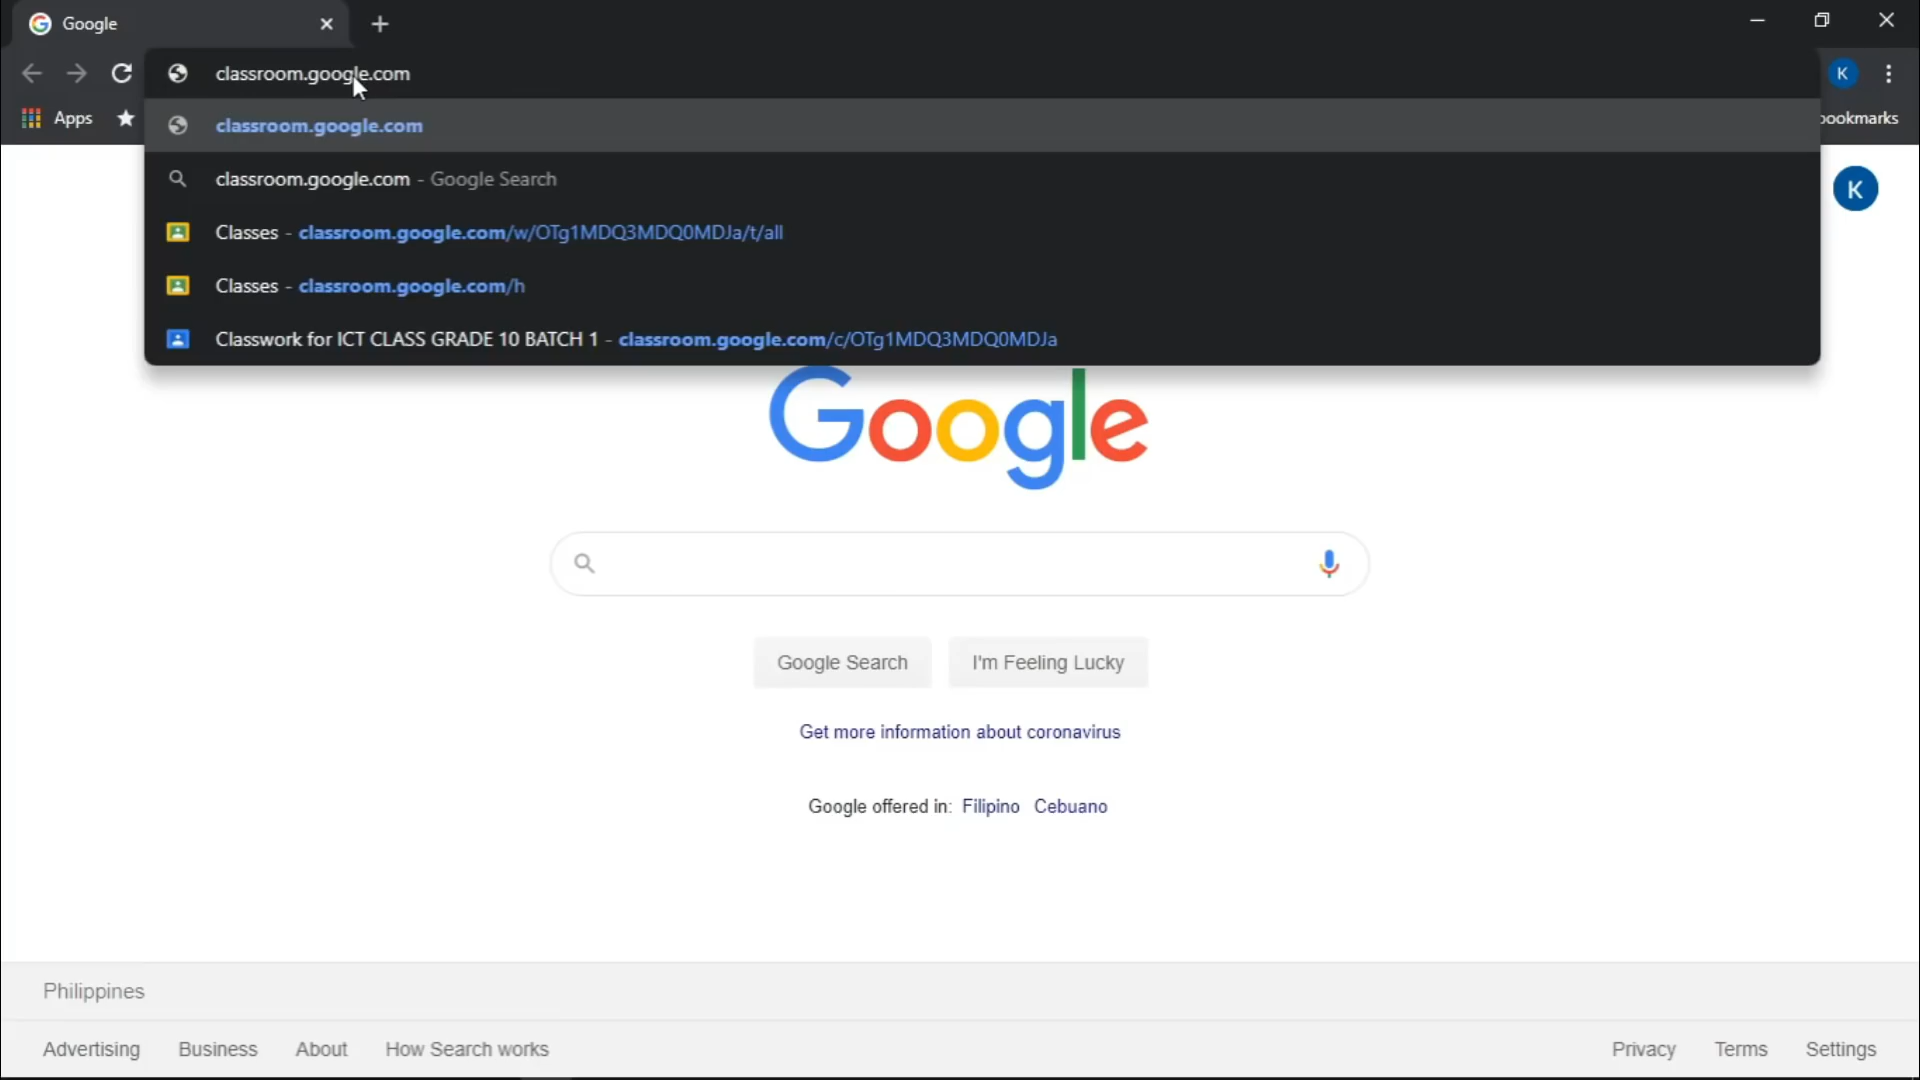 Google
classroom.google.com
K
Apps
bookmarks
classroom.google.com
classroom.google.com - Google Search
K
Classes - classroom.google.com/w/OTg1MDQ3MDQ0MDJa/t/all
Classes - classroom.google.com/h
Classwork for ICT CLASS GRADE 10 BATCH 1 - classroom.google.com/c/OTg1MDQ3MDQ0MDJa
Google
Google Search I'm Feeling Lucky
Get more information about coronavirus
Google offered in: Filipino Cebuano
Philippines
Advertising Business About How Search works Privacy Terms Settings